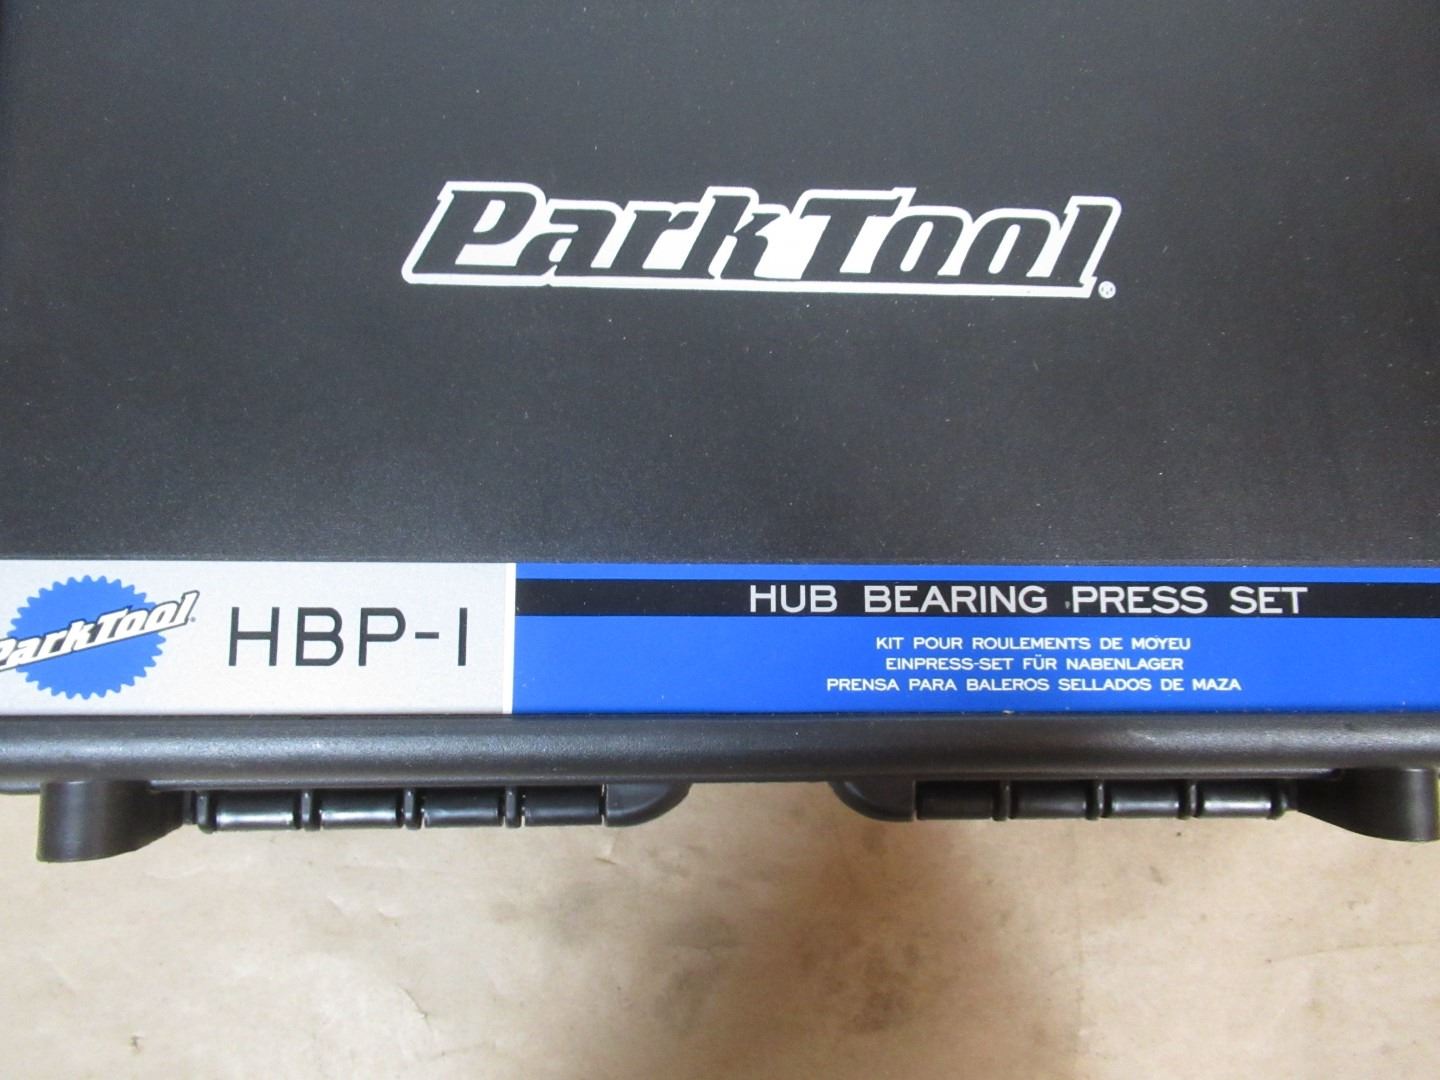 ParkTool®
ParkTool
HBP-1
HUB BEARING PRESS SET
KIT POUR ROULEMENTS DE MOYEU
EINPRESS-SET FÜR NABENLAGER
PRENSA PARA BALEROS SELLADOS DE MAZA